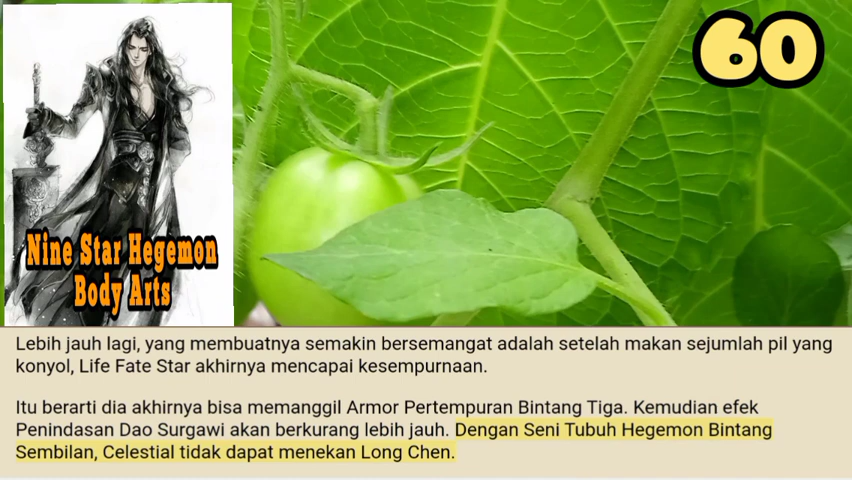 60
Nine Star Hegemon
Body Arts
Lebih jauh lagi, yang membuatnya semakin bersemangat adalah setelah makan sejumlah pil yang
konyol, Life Fate Star akhirnya mencapai kesempurnaan.
Itu berarti dia akhirnya bisa memanggil Armor Pertempuran Bintang Tiga. Kemudian efek
Penindasan Dao Surgawi akan berkurang lebih jauh. Dengan Seni Tubuh Hegemon Bintang
Sembilan, Celestial tidak dapat menekan Long Chen.